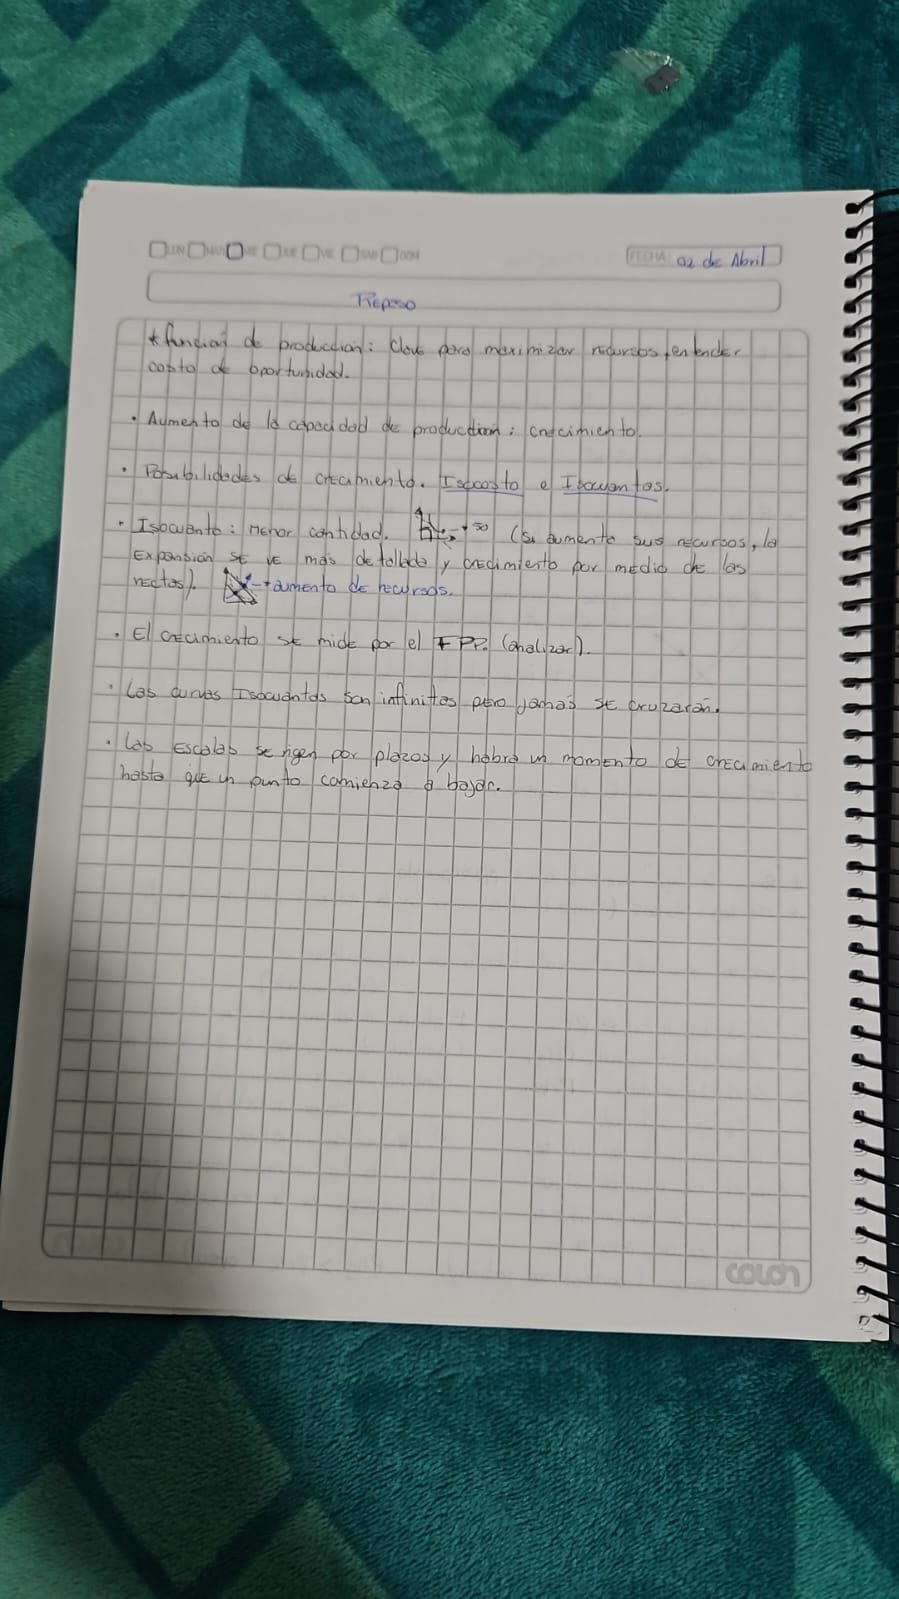 LUN MAR MIE JUE VIE SAB DOM
FECHA: 02 de Abril
Repaso
* función de producción: Clave para maximizar recursos, entender
costo de oportunidad.
• Aumento de la capacidad de production: crecimiento.
• Posibilidades de crecimiento. Isocosto e Isocuantas.
• Isocuanta: menor cantidad. → 50 (Si aumenta sus recursos, la
Expansión se ve más detallada y crecimiento por medio de las
rectas). → aumento de recursos.
• El crecimiento se mide por el FPP. (analizar).
• Las curvas Isocuantas son infinitas pero jamás se cruzarán.
• Las escalas se rigen por plazos y habrá un momento de crecimiento
hasta que un punto comienza a bajar.
colon